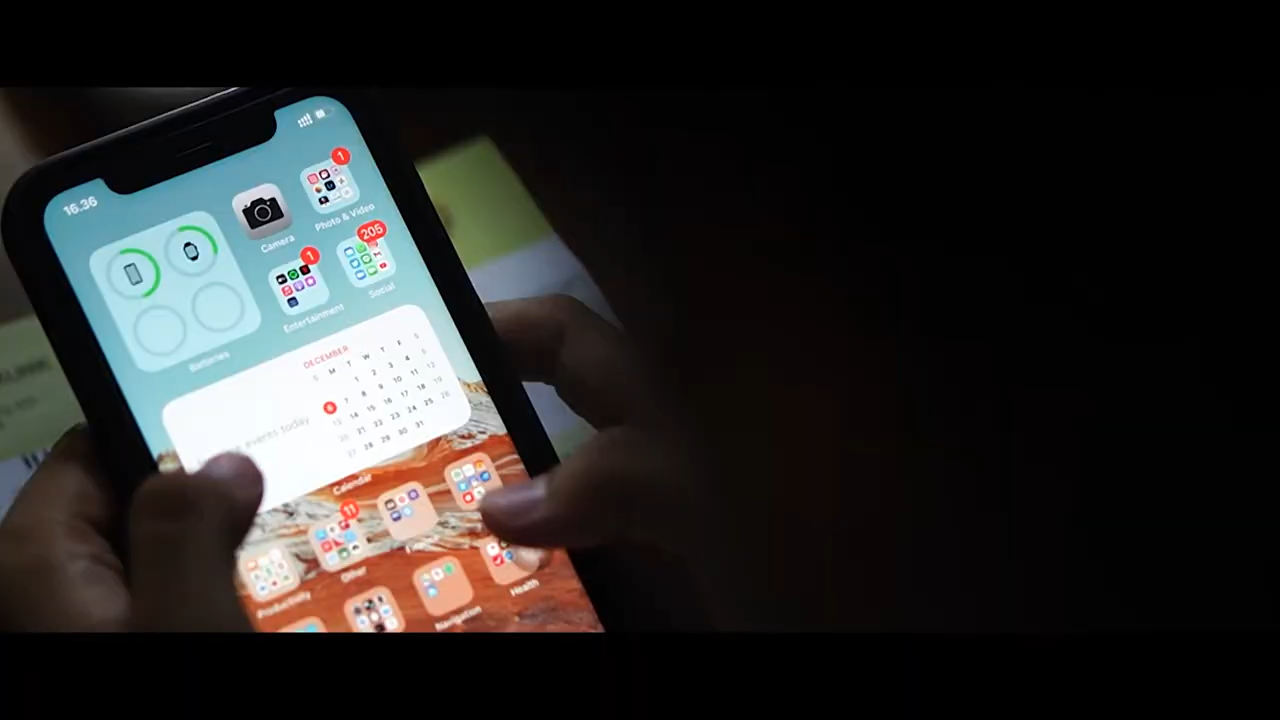 16.36
1
Camera
Photo & Video
1
205
Entertainment
Social
Batteries
DECEMBER
S M T W T F S
1 2 3 4 5
6 7 8 9 10 11 12
13 14 15 16 17 18 19
events today
20 21 22 23 24 25 26
27 28 29 30 31
Calendar
11
Other
Productivity
Health
Navigation